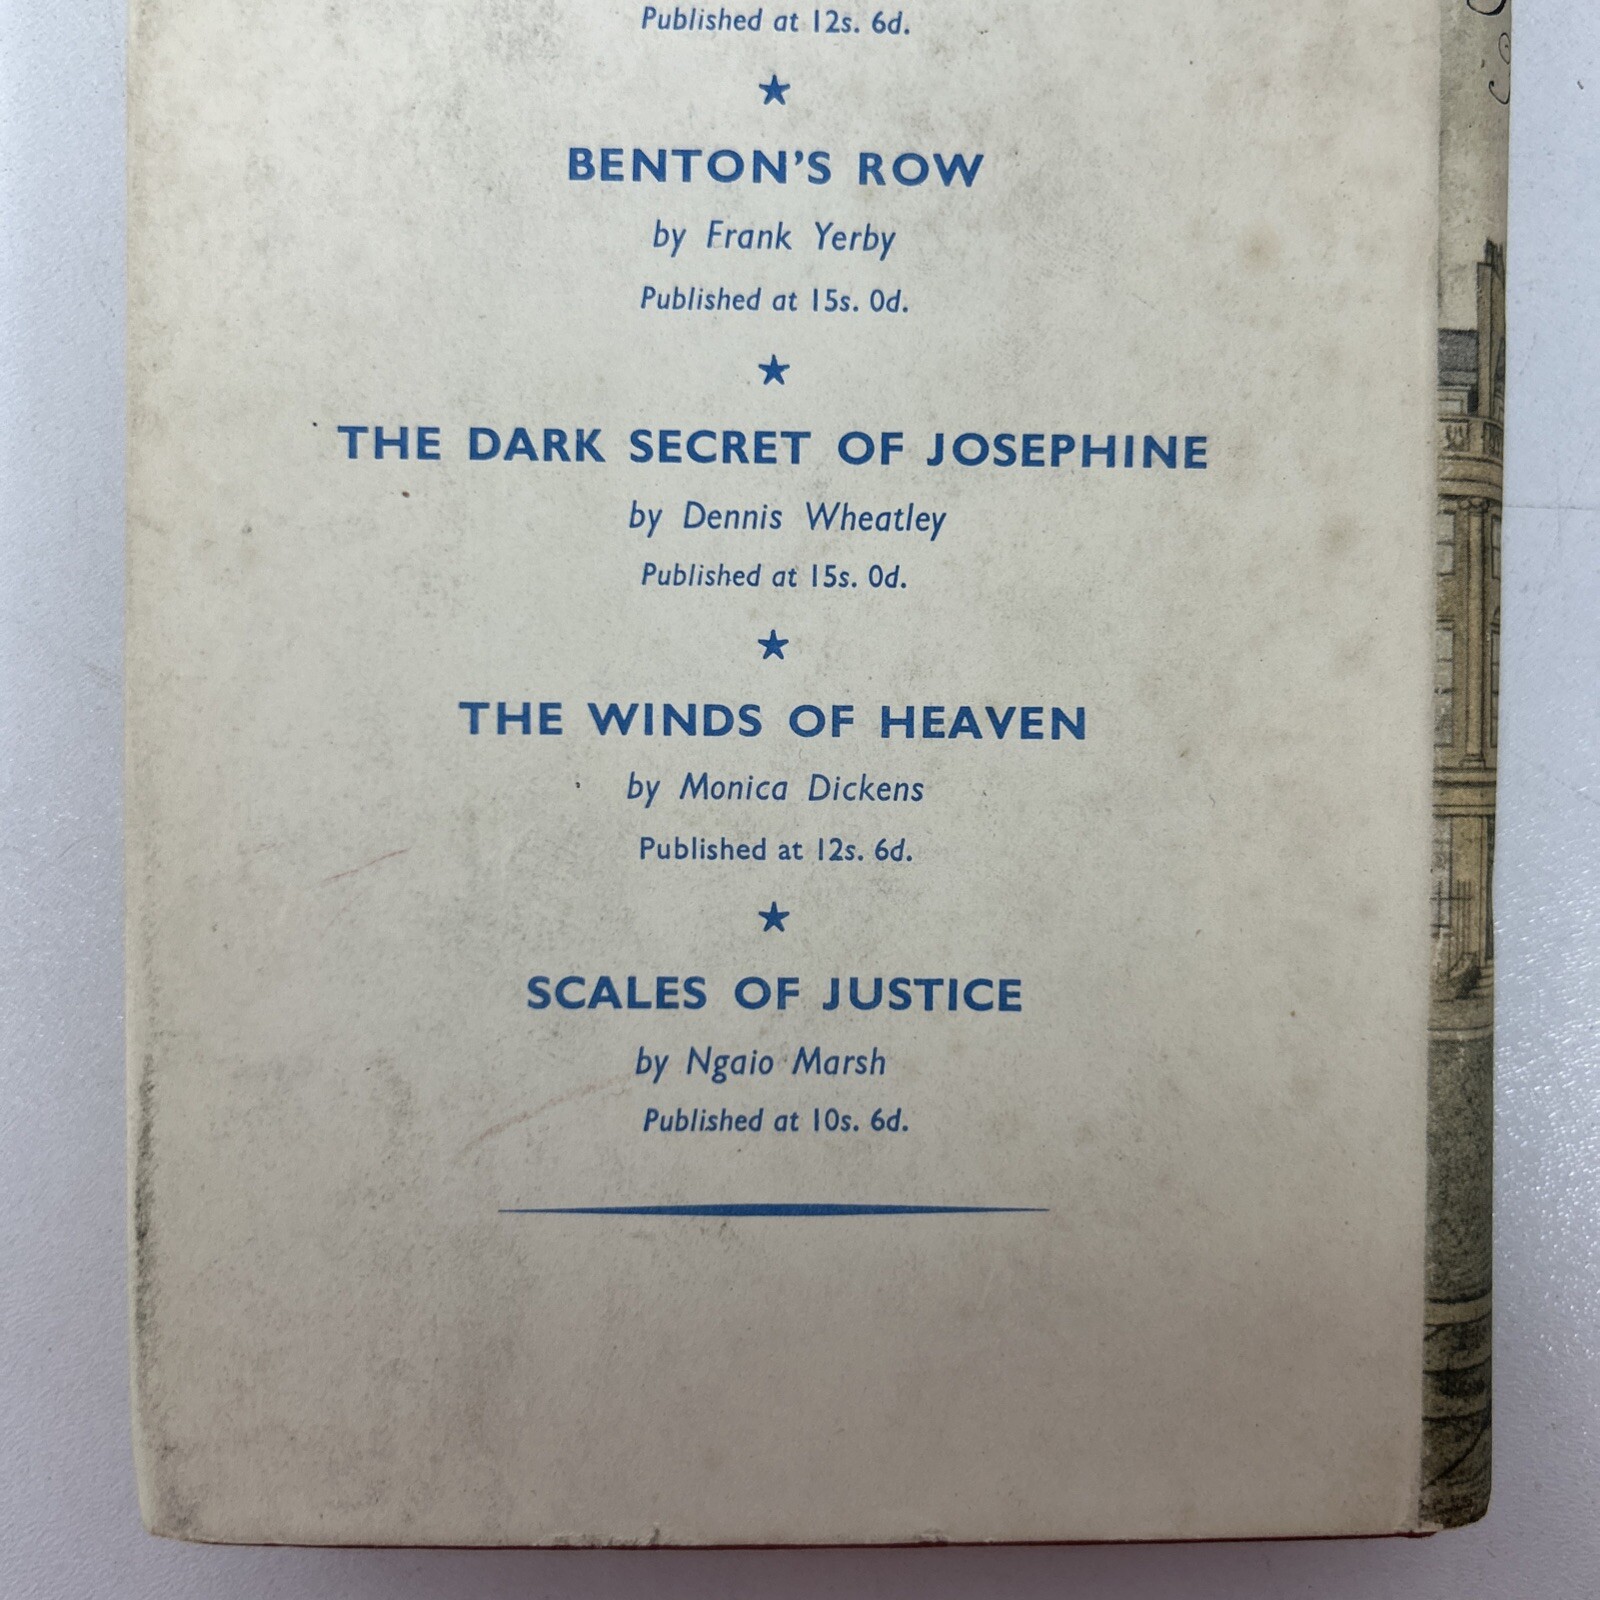 Published at 12s. 6d.
BENTON'S ROW
by Frank Yerby
Published at 15s. 0d.
THE DARK SECRET OF JOSEPHINE
by Dennis Wheatley
Published at 15s. 0d.
THE WINDS OF HEAVEN
by Monica Dickens
Published at 12s. 6d.
SCALES OF JUSTICE
by Ngaio Marsh
Published at 10s. 6d.